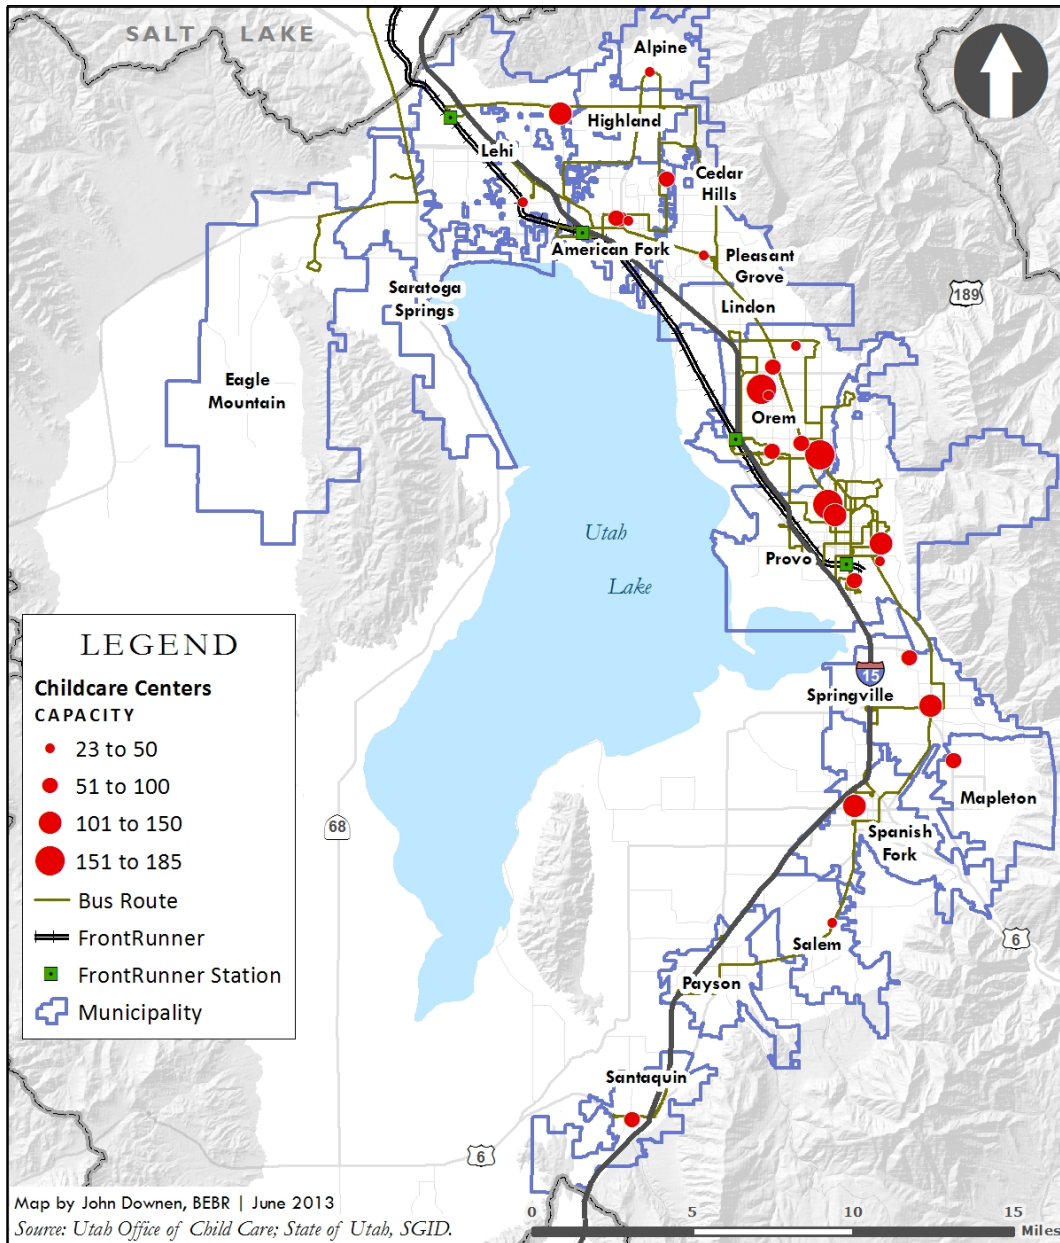 SALT LAKE
Alpine
Highland
Lehi
Cedar
Hills
American Fork
Pleasant
Grove
Saratoga
Springs
189
Lindon
Eagle
Mountain
Orem
Utah
Lake
Provo
LEGEND
Childcare Centers
CAPACITY
23 to 50
51 to 100
101 to 150
151 to 185
Bus Route
FrontRunner
FrontRunner Station
Municipality
15
Springville
Mapleton
68
Spanish
Fork
6
Salem
Payson
Santaquin
6
Map by John Downen, BEBR | June 2013
Source: Utah Office of Child Care; State of Utah, SGID.
0 5 10 15
Miles